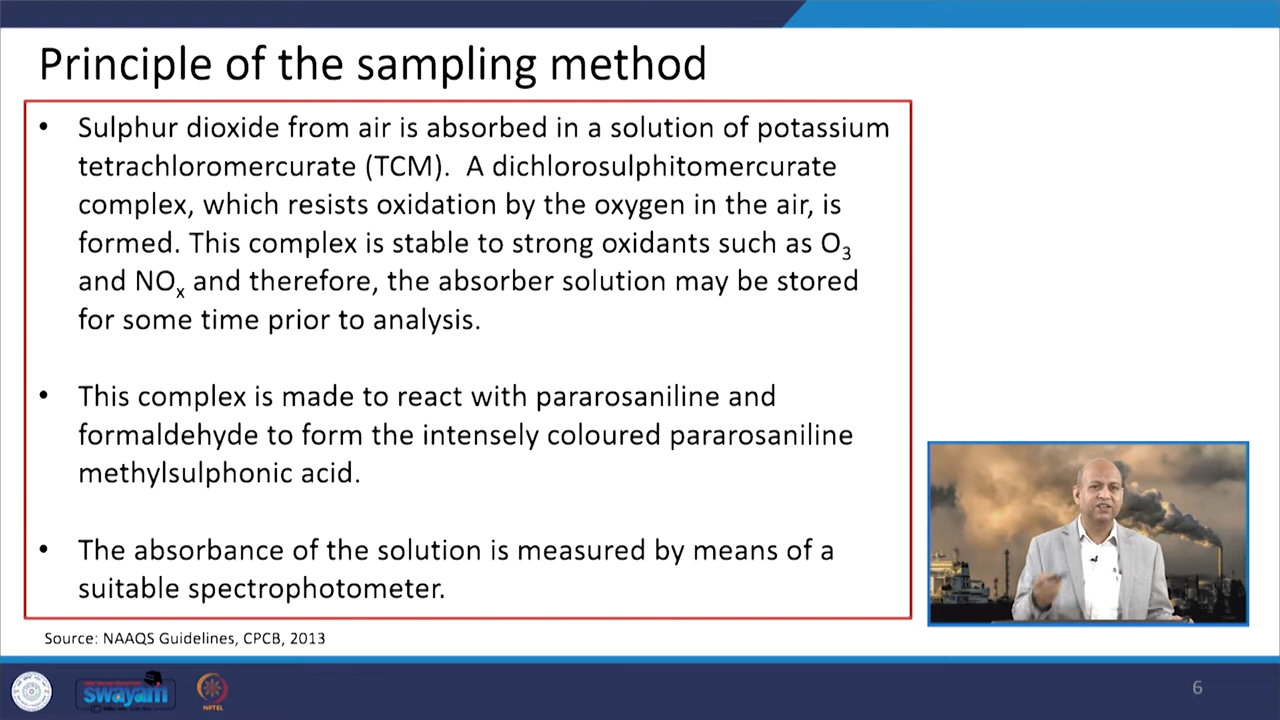 Principle of the sampling method
• Sulphur dioxide from air is absorbed in a solution of potassium
tetrachloromercurate (TCM). A dichlorosulphitomercurate
complex, which resists oxidation by the oxygen in the air, is
formed. This complex is stable to strong oxidants such as O₃
and NOₓ and therefore, the absorber solution may be stored
for some time prior to analysis.
• This complex is made to react with pararosaniline and
formaldehyde to form the intensely coloured pararosaniline
methylsulphonic acid.
• The absorbance of the solution is measured by means of a
suitable spectrophotometer.
Source: NAAQS Guidelines, CPCB, 2013
swayam
NPTEL
6